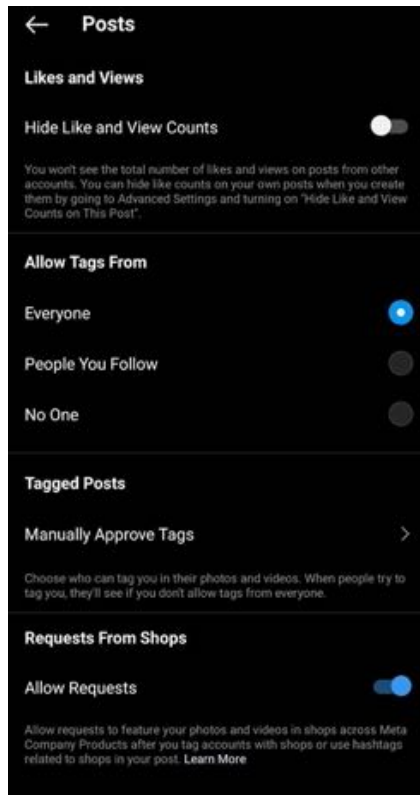 Posts
Likes and Views
Hide Like and View Counts
You won't see the total number of likes and views on posts from other
accounts. You can hide like counts on your own posts when you create
them by going to Advanced Settings and turning on "Hide Like and View
Counts on This Post".
Allow Tags From
Everyone
People You Follow
No One
Tagged Posts
Manually Approve Tags
Choose who can tag you in their photos and videos. When people try to
tag you, they'll see if you don't allow tags from everyone.
Requests From Shops
Allow Requests
Allow requests to feature your photos and videos in shops across Meta
Company Products after you tag accounts with shops or use hashtags
related to shops in your post. Learn More